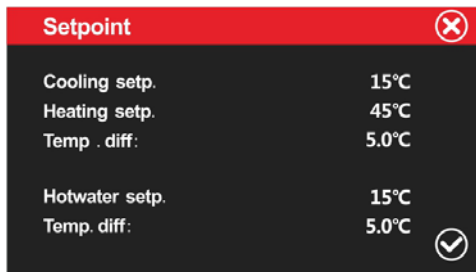 Setpoint
Cooling setp. 15℃
Heating setp. 45℃
Temp . diff: 5.0℃
Hotwater setp. 15℃
Temp. diff: 5.0℃